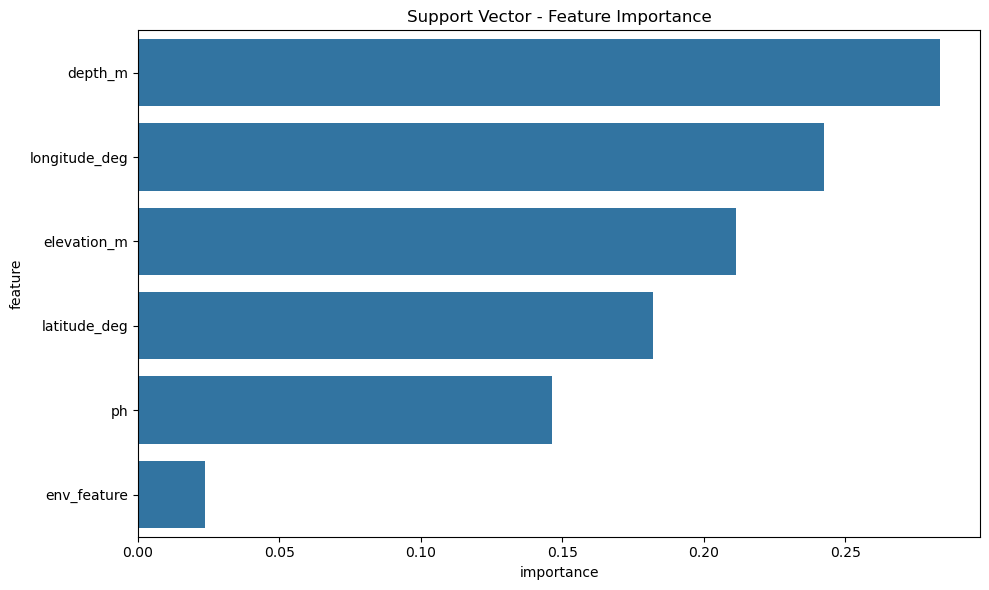 Support Vector - Feature Importance
feature
depth_m
longitude_deg
elevation_m
latitude_deg
ph
env_feature
0.00 0.05 0.10 0.15 0.20 0.25
importance